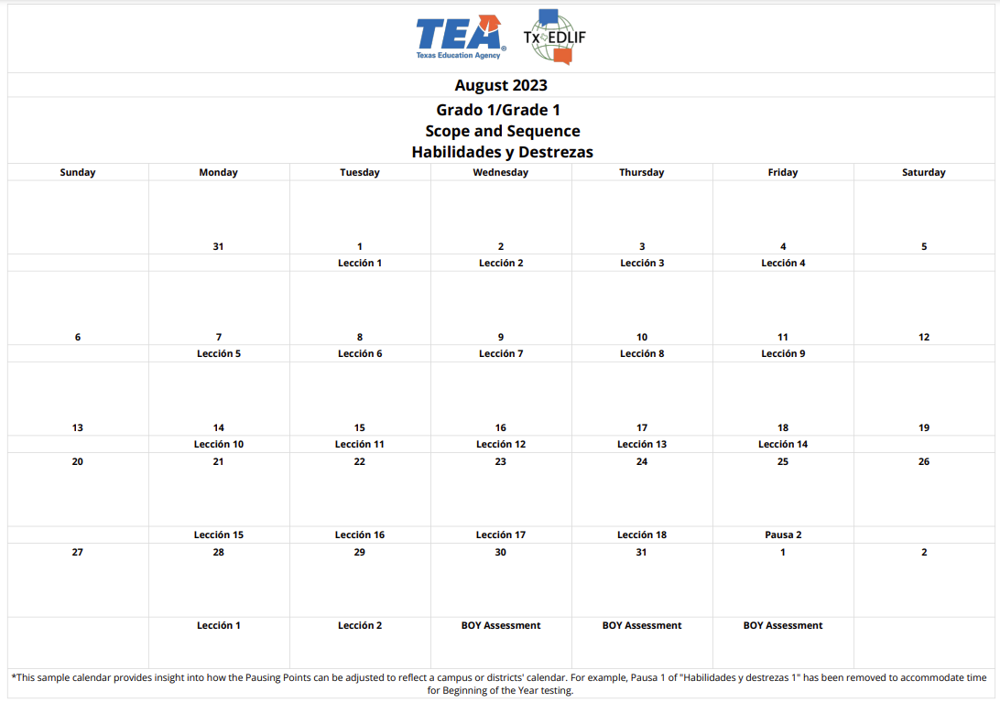 TEA
Texas Education Agency
Tx EDLIF
August 2023
Grado 1/Grade 1
Scope and Sequence
Habilidades y Destrezas
Sunday Monday Tuesday Wednesday Thursday Friday Saturday
31 1 2 3 4 5
Lección 1 Lección 2 Lección 3 Lección 4
6 7 8 9 10 11 12
Lección 5 Lección 6 Lección 7 Lección 8 Lección 9
13 14 15 16 17 18 19
Lección 10 Lección 11 Lección 12 Lección 13 Lección 14
20 21 22 23 24 25 26
Lección 15 Lección 16 Lección 17 Lección 18 Pausa 2
27 28 29 30 31 1 2
Lección 1 Lección 2 BOY Assessment BOY Assessment BOY Assessment
*This sample calendar provides insight into how the Pausing Points can be adjusted to reflect a campus or districts' calendar. For example, Pausa 1 of "Habilidades y destrezas 1" has been removed to accommodate time
for Beginning of the Year testing.